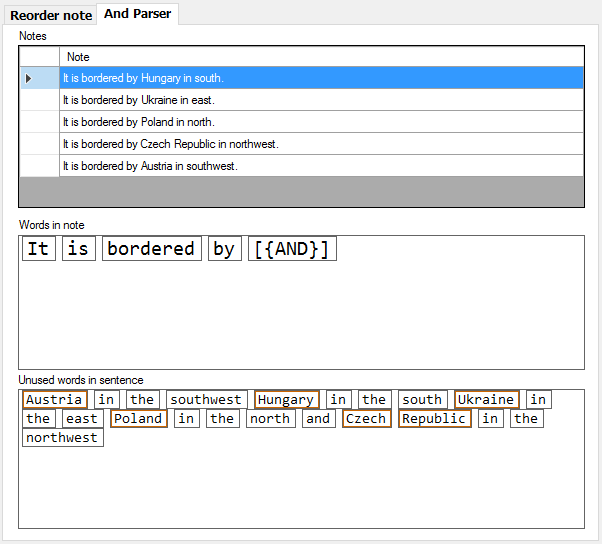 Reorder note And Parser
Notes
Note
It is bordered by Hungary in south.
It is bordered by Ukraine in east.
It is bordered by Poland in north.
It is bordered by Czech Republic in northwest.
It is bordered by Austria in southwest.
Words in note
It is bordered by [{AND}]
Unused words in sentence
Austria in the southwest Hungary in the south Ukraine in
the east Poland in the north and Czech Republic in the
northwest